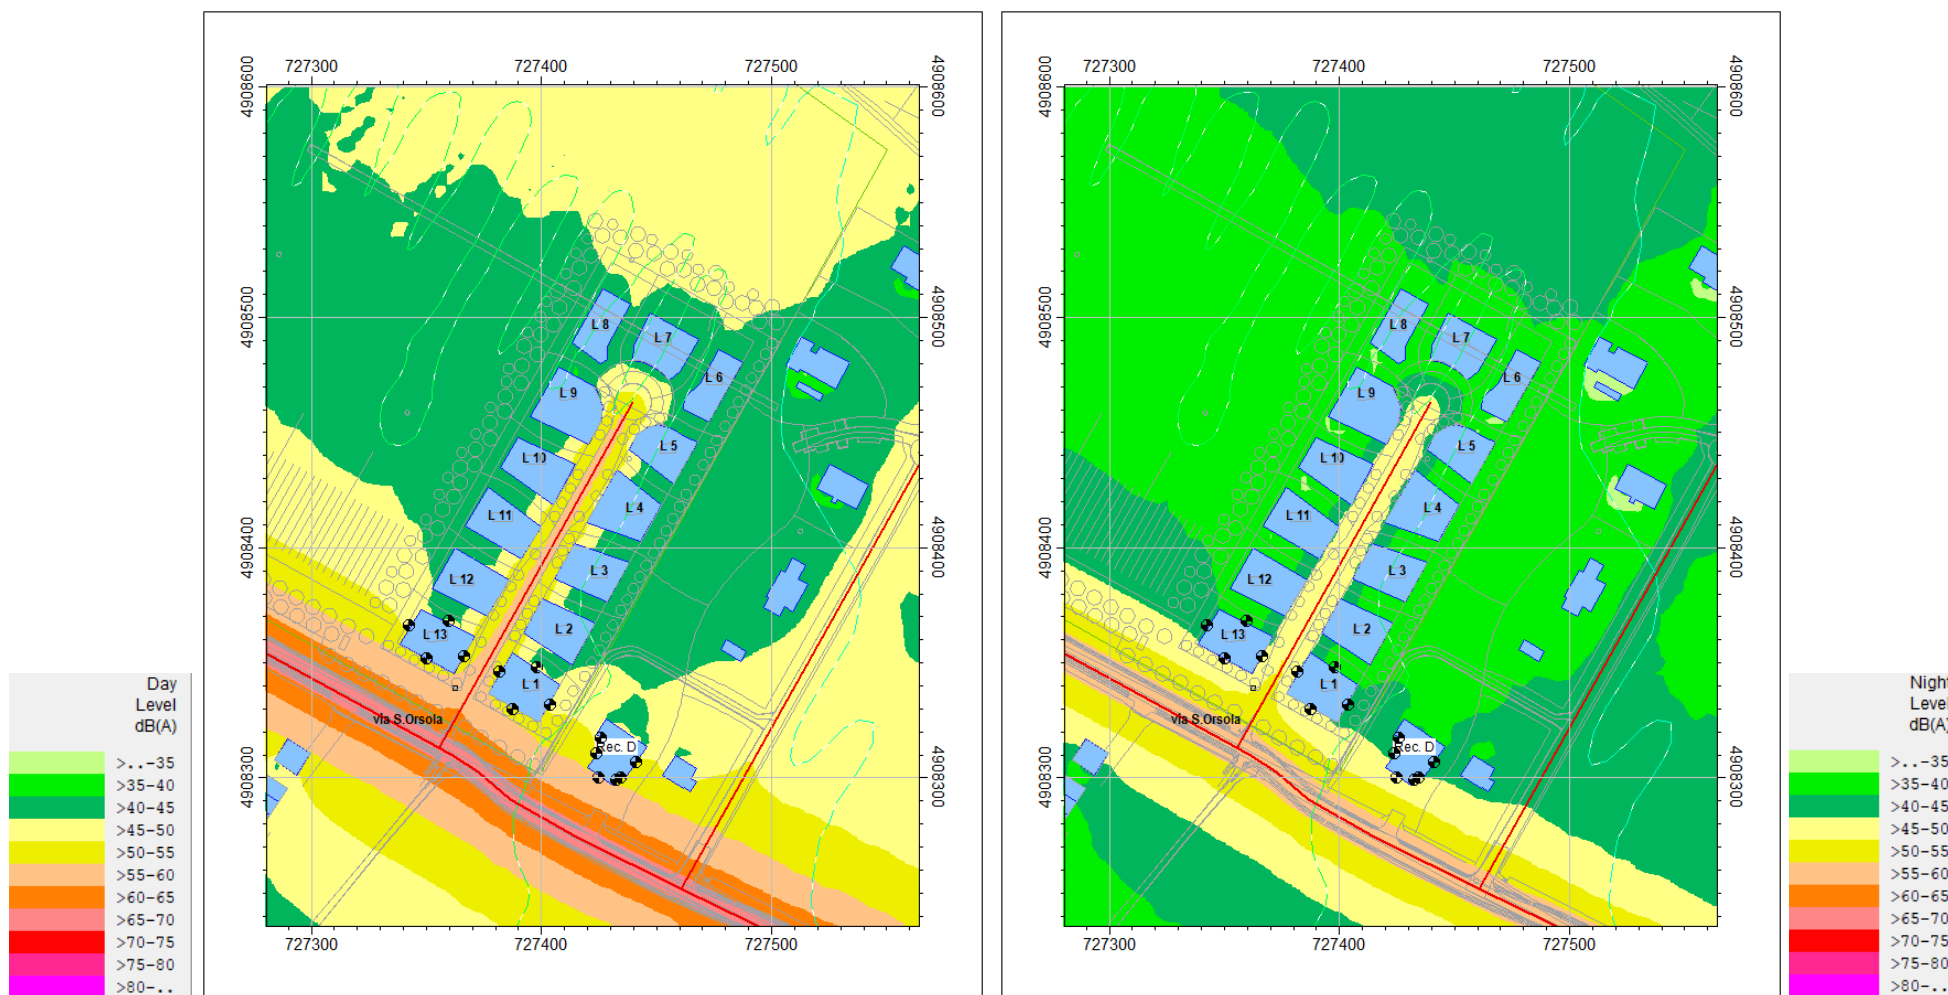 727300 727400 727500
4908600 4908600
4908500 4908500
4908400 4908400
4908300 4908300
L 8
L 7
L 6
L 9
L 5
L 10
L 4
L 11
L 3
L 12
L 2
L 13
L 1
via S.Orsola
Rec. D
727300 727400 727500
Day
Level
dB(A)
>..-35
>35-40
>40-45
>45-50
>50-55
>55-60
>60-65
>65-70
>70-75
>75-80
>80-..
727300 727400 727500
4908600 4908600
4908500 4908500
4908400 4908400
4908300 4908300
L 8
L 7
L 6
L 9
L 5
L 10
L 4
L 11
L 3
L 12
L 2
L 13
L 1
via S.Orsola
Rec. D
727300 727400 727500
Night
Level
dB(A)
>..-35
>35-40
>40-45
>45-50
>50-55
>55-60
>60-65
>65-70
>70-75
>75-80
>80-..